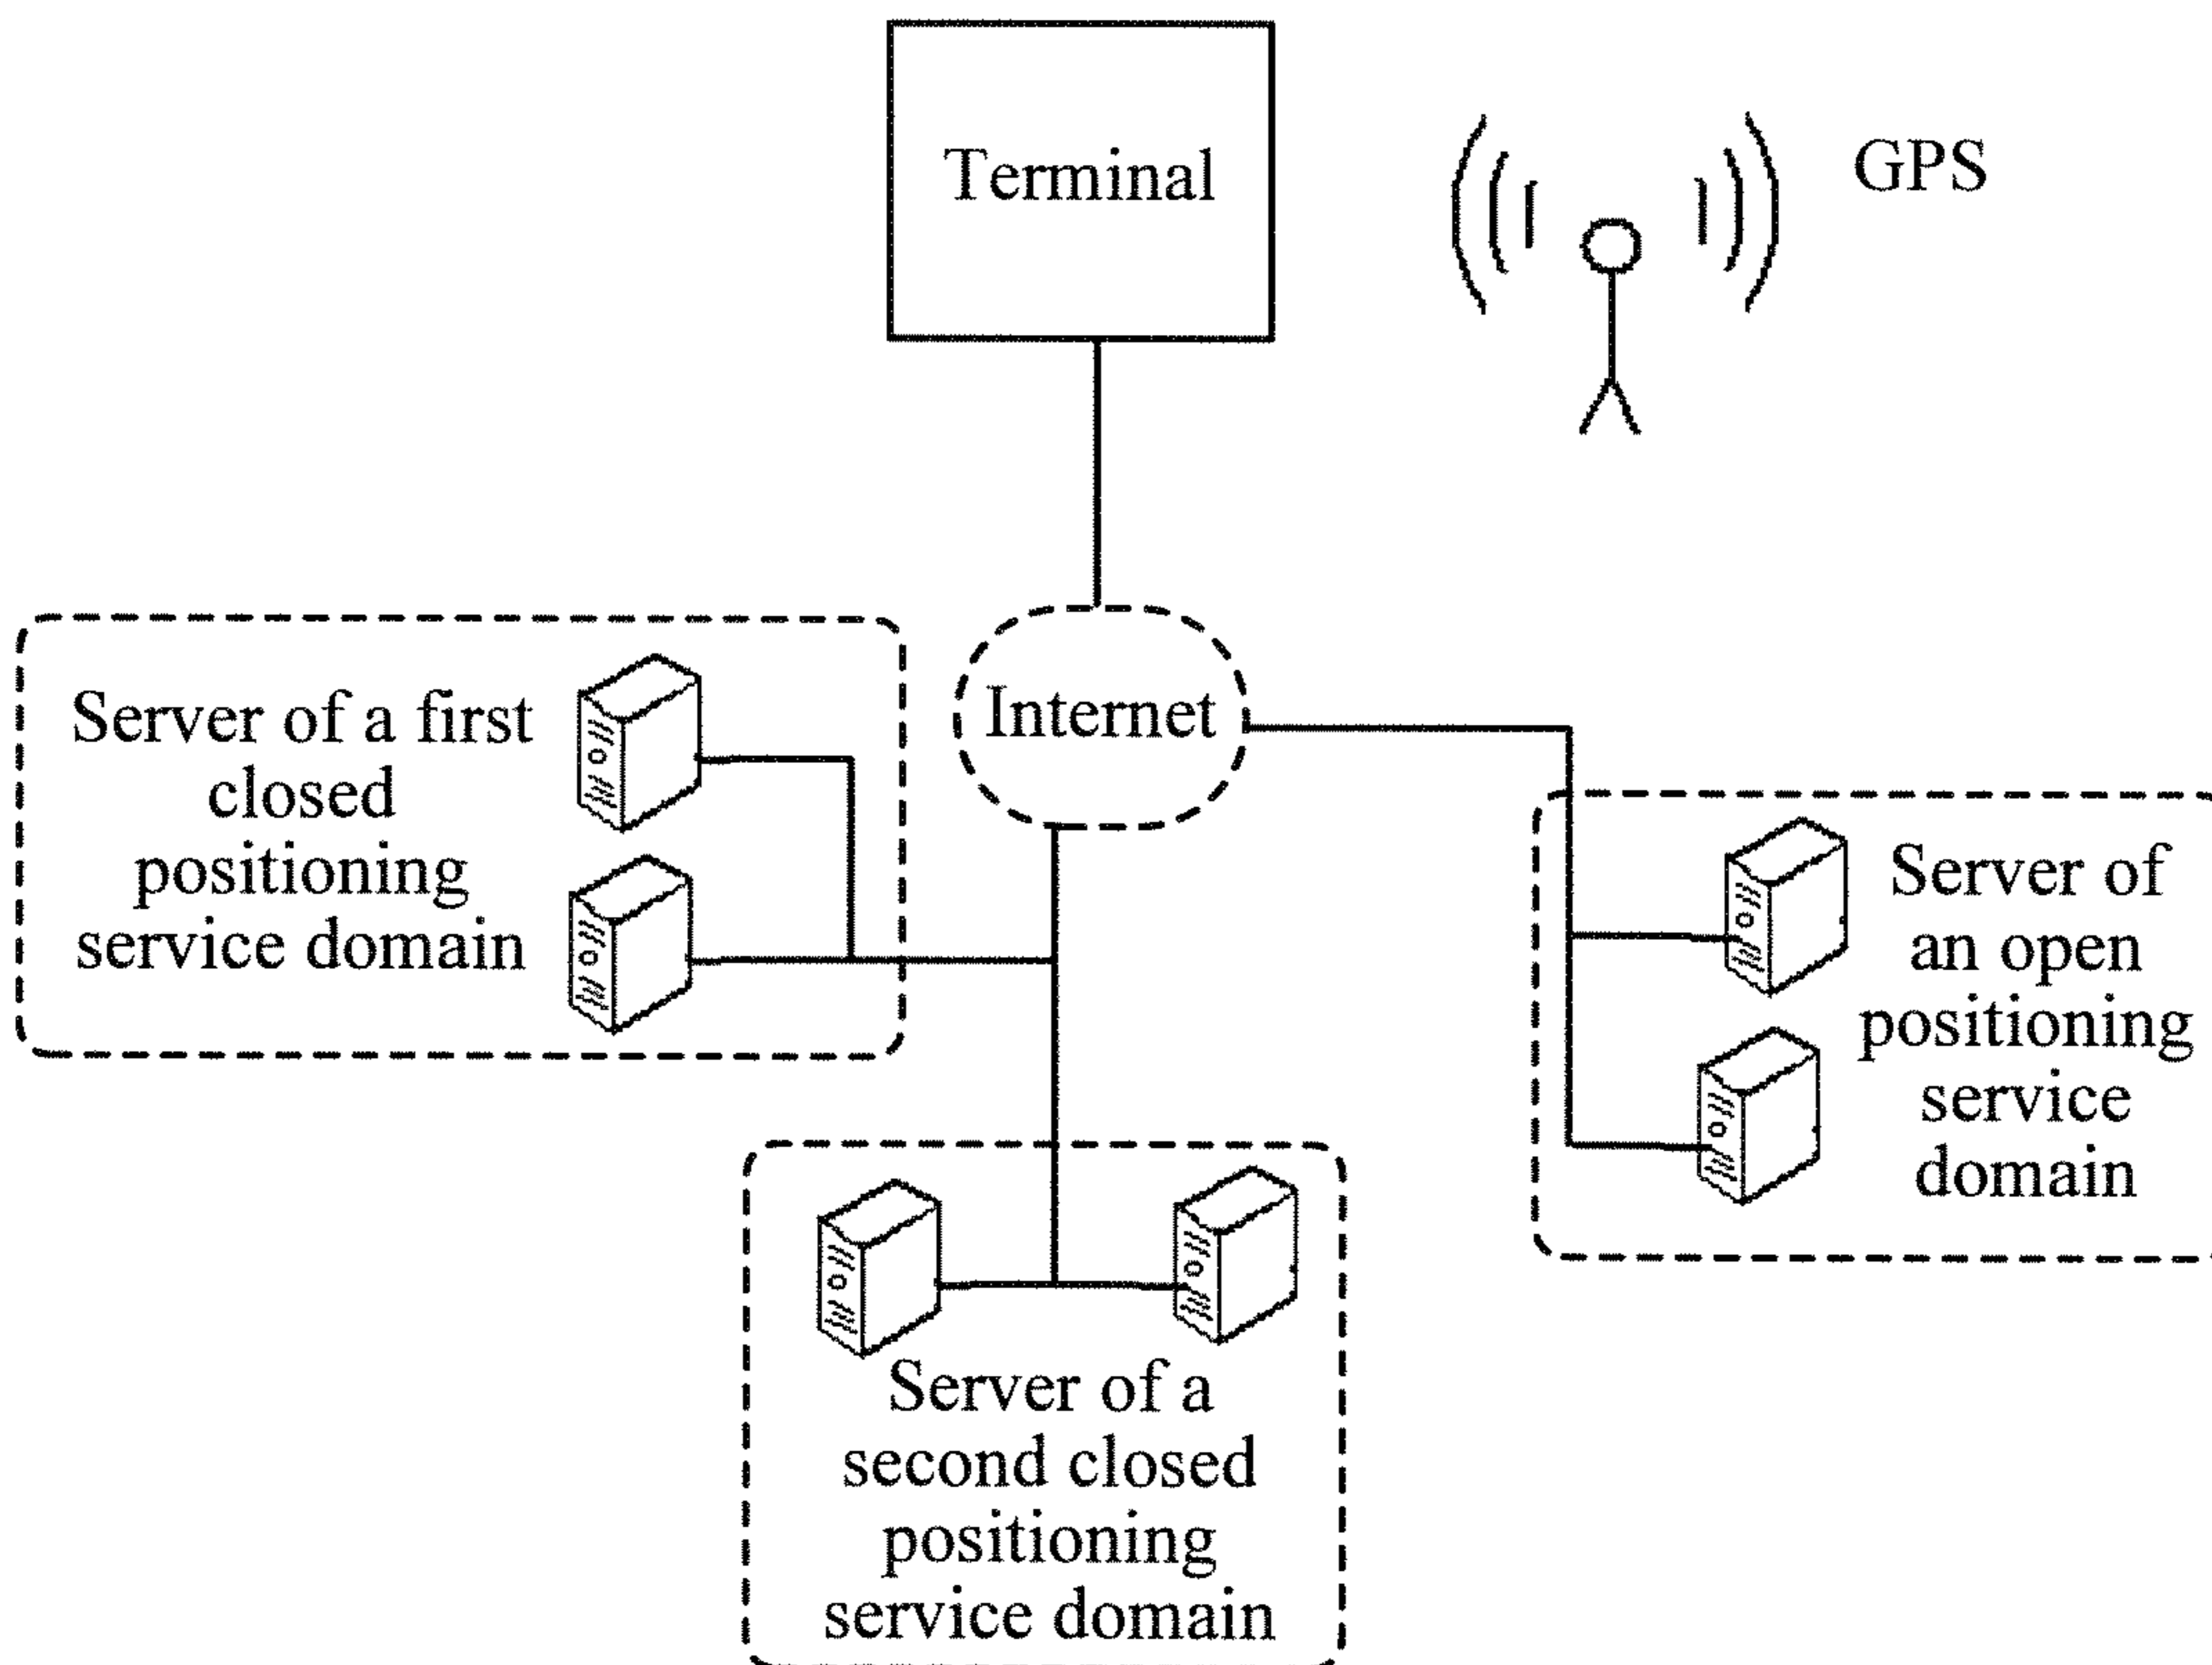 Terminal
GPS
Internet
Server of a first
closed
positioning
service domain
Server of
an open
positioning
service
domain
Server of a
second closed
positioning
service domain